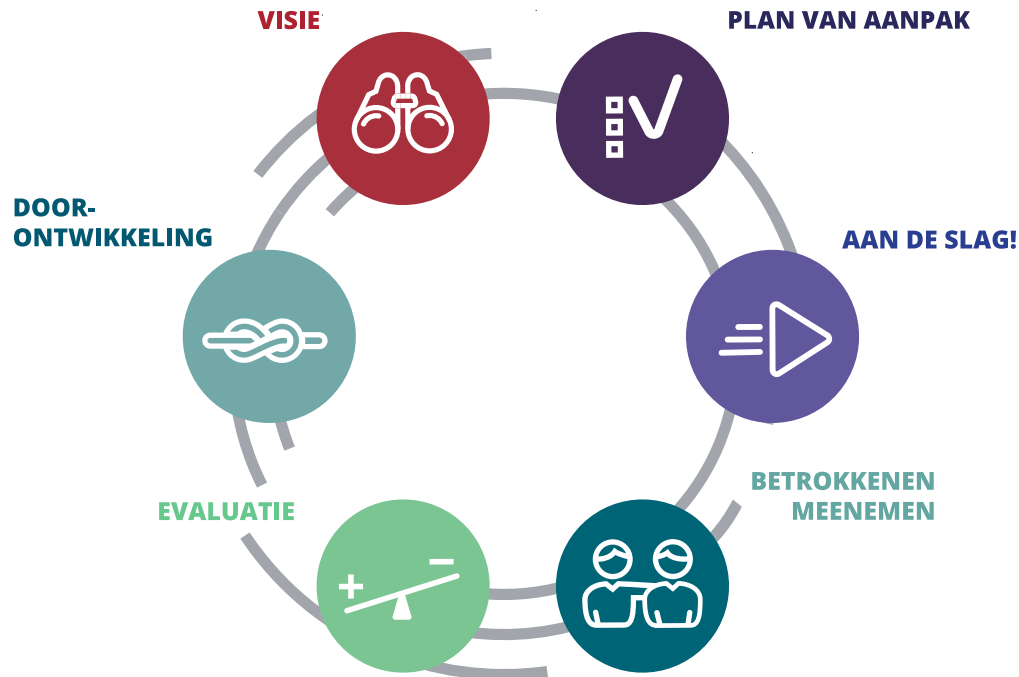 VISIE
PLAN VAN AANPAK
AAN DE SLAG!
BETROKKENEN
MEENEMEN
EVALUATIE
DOOR-
ONTWIKKELING